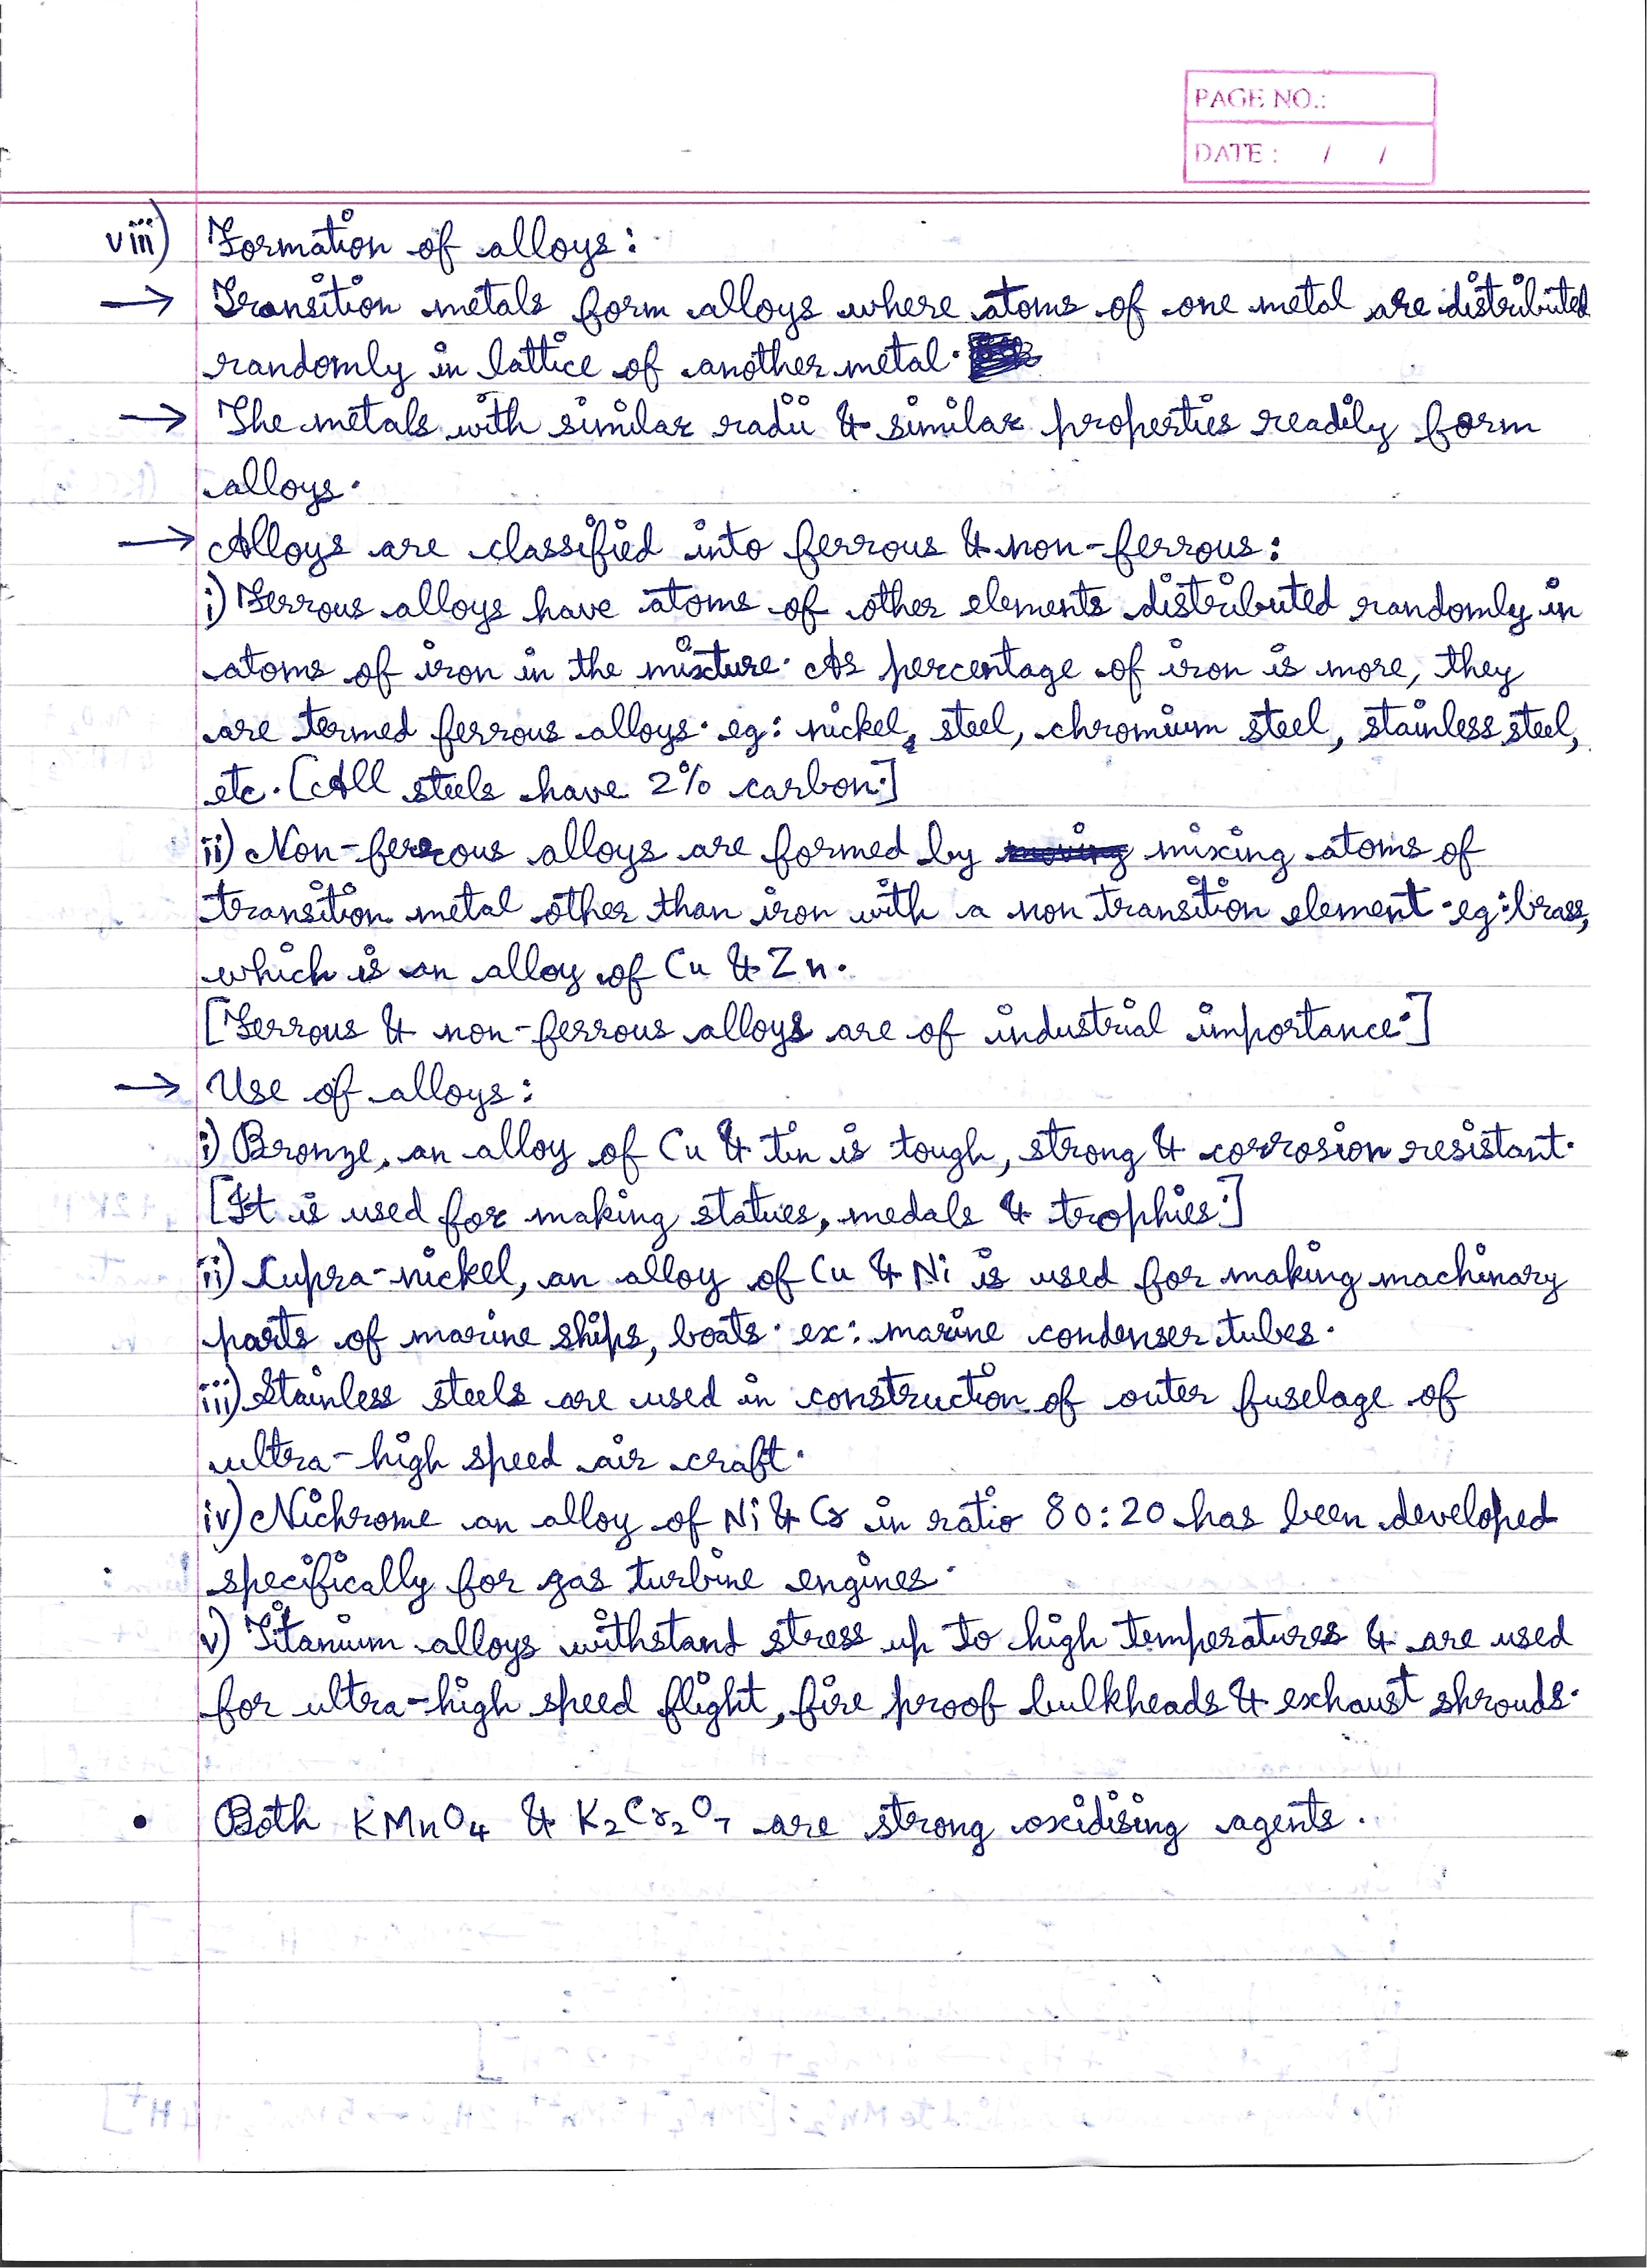 PAGE NO.:
DATE : / /
viii) Formation of alloys:
→ Transition metals form alloys where atoms of one metal are distributed
randomly in lattice of another metal.
→ The metals with similar radii & similar properties readily form
alloys.
→ Alloys are classified into ferrous & non-ferrous:
i) Ferrous alloys have atoms of other elements distributed randomly in
atoms of iron in the mixture. As percentage of iron is more, they
are termed ferrous alloys. eg: nickel, steel, chromium steel, stainless steel,
etc. [All steels have 2% carbon.]
ii) Non-ferrous alloys are formed by moving mixing atoms of
transition metal other than iron with a non transition element. eg: brass,
which is an alloy of Cu & Zn.
[Ferrous & non-ferrous alloys are of industrial importance.]
→ Use of alloys:
i) Bronze, an alloy of Cu & tin is tough, strong & corrosion resistant.
[It is used for making statues, medals & trophies.]
ii) Cupra-nickel, an alloy of Cu & Ni is used for making machinary
parts of marine ships, boats. ex: marine condenser tubes.
iii) Stainless steels are used in construction of outer fuselage of
ultra-high speed air craft.
iv) Nichrome an alloy of Ni & Cr in ratio 80:20 has been developed
specifically for gas turbine engines.
v) Titanium alloys withstand stress up to high temperatures & are used
for ultra-high speed flight, fire proof bulkheads & exhaust shrouds.
• Both KMnO₄ & K₂Cr₂O₇ are strong oxidising agents.